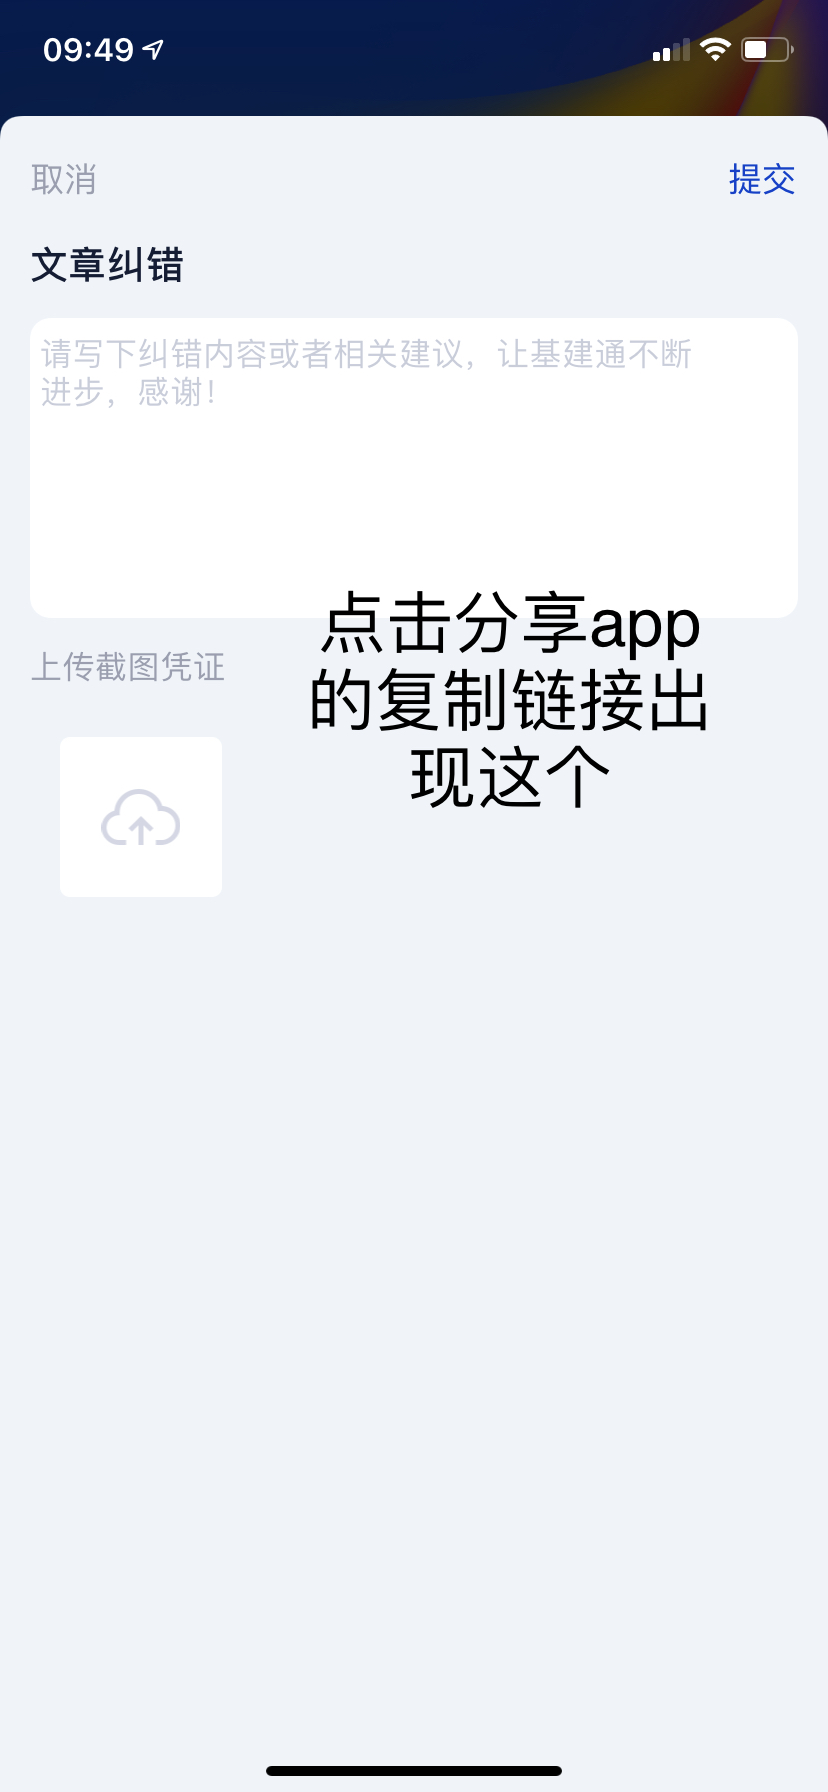 09:49
取消
提交
文章纠错
请写下纠错内容或者相关建议，让基建通不断
进步，感谢！
点击分享app
的复制链接出
现这个
上传截图凭证